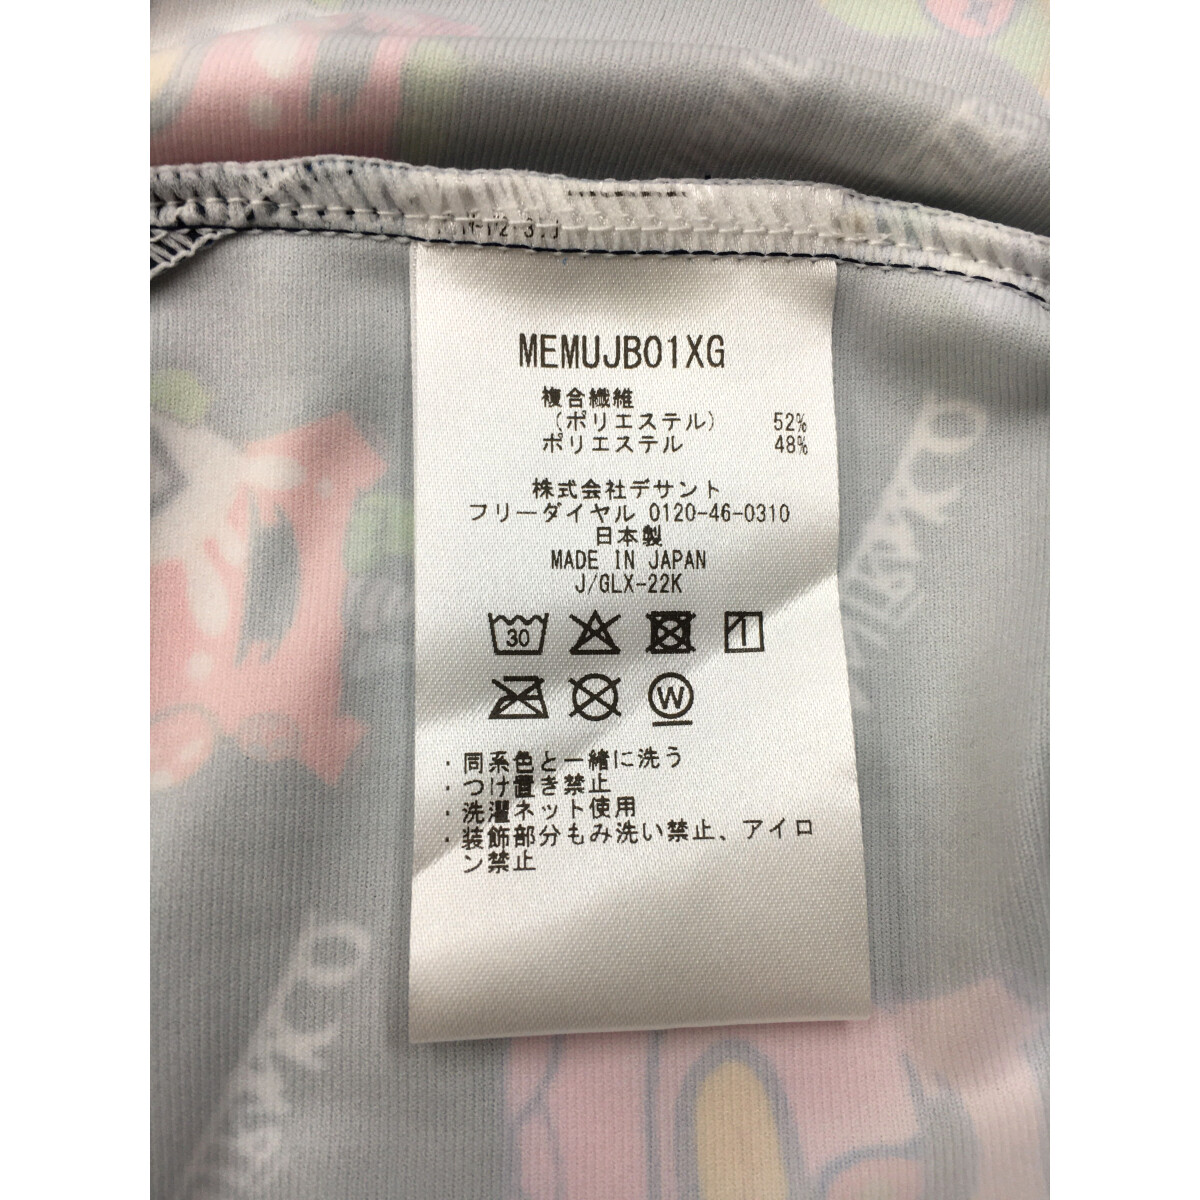 MEMUJB01XG
複合繊維
(ポリエステル) 52%
ポリエステル 48%
株式会社デサント
フリーダイヤル 0120-46-0310
日本製
MADE IN JAPAN
J/GLX-22K
30
W
・同系色と一緒に洗う
・つけ置き禁止
・洗濯ネット使用
・装飾部分もみ洗い禁止、アイロ
ン禁止